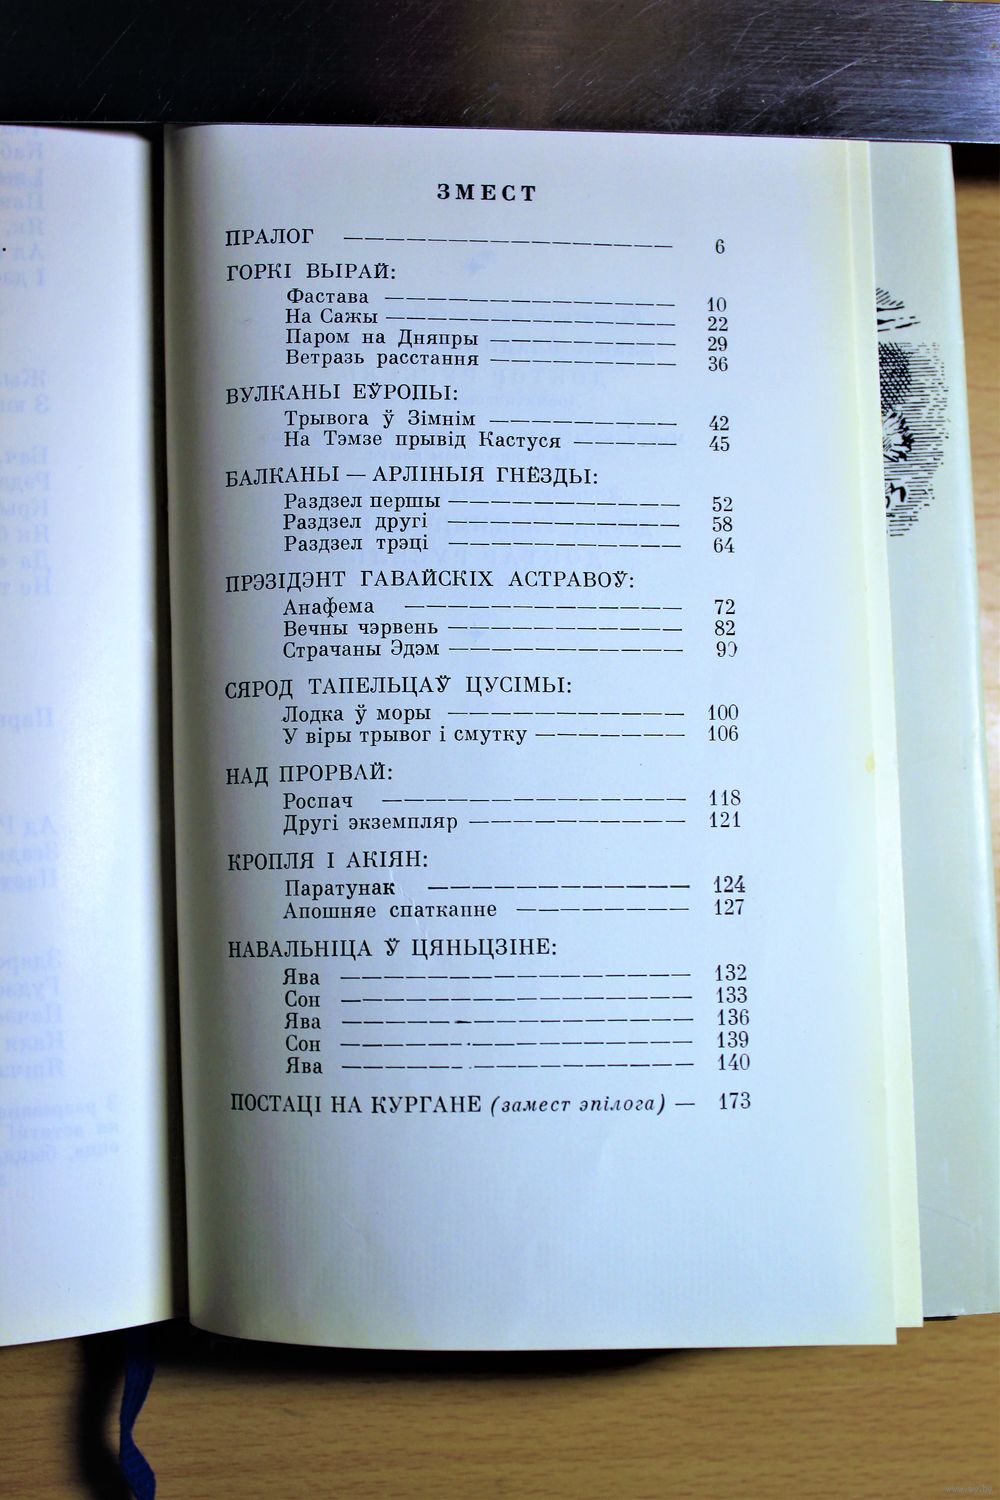 ЗМЕСТ
ПРАЛОГ 6
ГОРКІ ВЫРАЙ:
Фастава 10
На Сажы 22
Паром на Дняпры 29
Ветразь расстання 36
ВУЛКАНЫ ЕЎРОПЫ:
Трывога ў Зімнім 42
На Тэмзе прывід Кастуся 45
БАЛКАНЫ — АРЛІНЫЯ ГНЁЗДЫ:
Раздзел першы 52
Раздзел другі 58
Раздзел трэці 64
ПРЭЗІДЭНТ ГАВАЙСКІХ АСТРАВОЎ:
Анафема 72
Вечны чэрвень 82
Страчаны Эдэм 90
СЯРОД ТАПЕЛЬЦАЎ ЦУСІМЫ:
Лодка ў моры 100
У віры трывог і смутку 106
НАД ПРОРВАЙ:
Роспач 118
Другі экземпляр 121
КРОПЛЯ І АКІЯН:
Паратунак 124
Апошняе спатканне 127
НАВАЛЬНІЦА Ў ЦЯНЬЦЗІНЕ:
Ява 132
Сон 133
Ява 136
Сон 139
Ява 140
ПОСТАЦІ НА КУРГАНЕ (замест эпілога) — 173